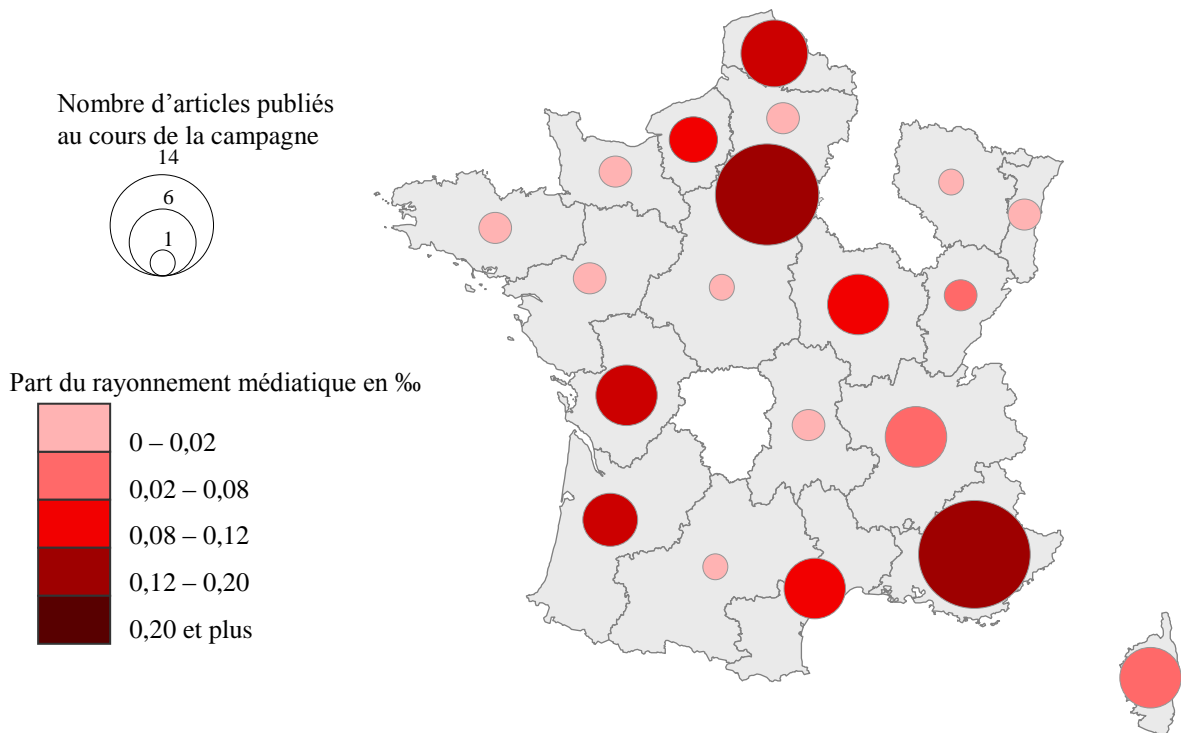 Nombre d’articles publiés
au cours de la campagne
14
6
1
Part du rayonnement médiatique en ‰
0 – 0,02
0,02 – 0,08
0,08 – 0,12
0,12 – 0,20
0,20 et plus